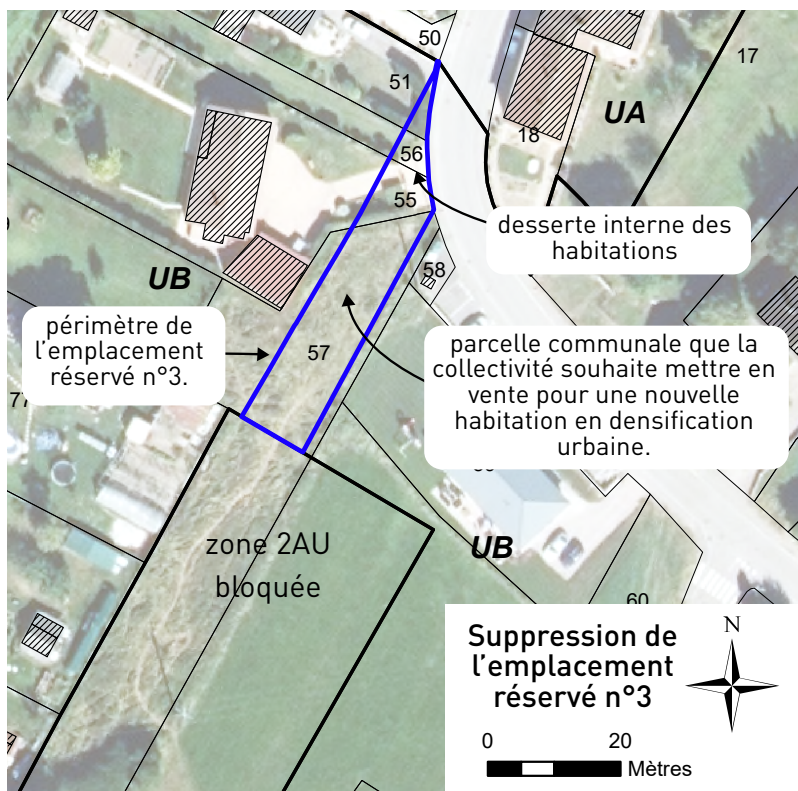 50
51
17
UA
18
56
55
desserte interne des
habitations
58
UB
périmètre de
l'emplacement
réservé n°3.
57
parcelle communale que la
collectivité souhaite mettre en
vente pour une nouvelle
habitation en densification
urbaine.
77
zone 2AU
bloquée
UB
60
Suppression de
l'emplacement
réservé n°3
N
0 20
Mètres